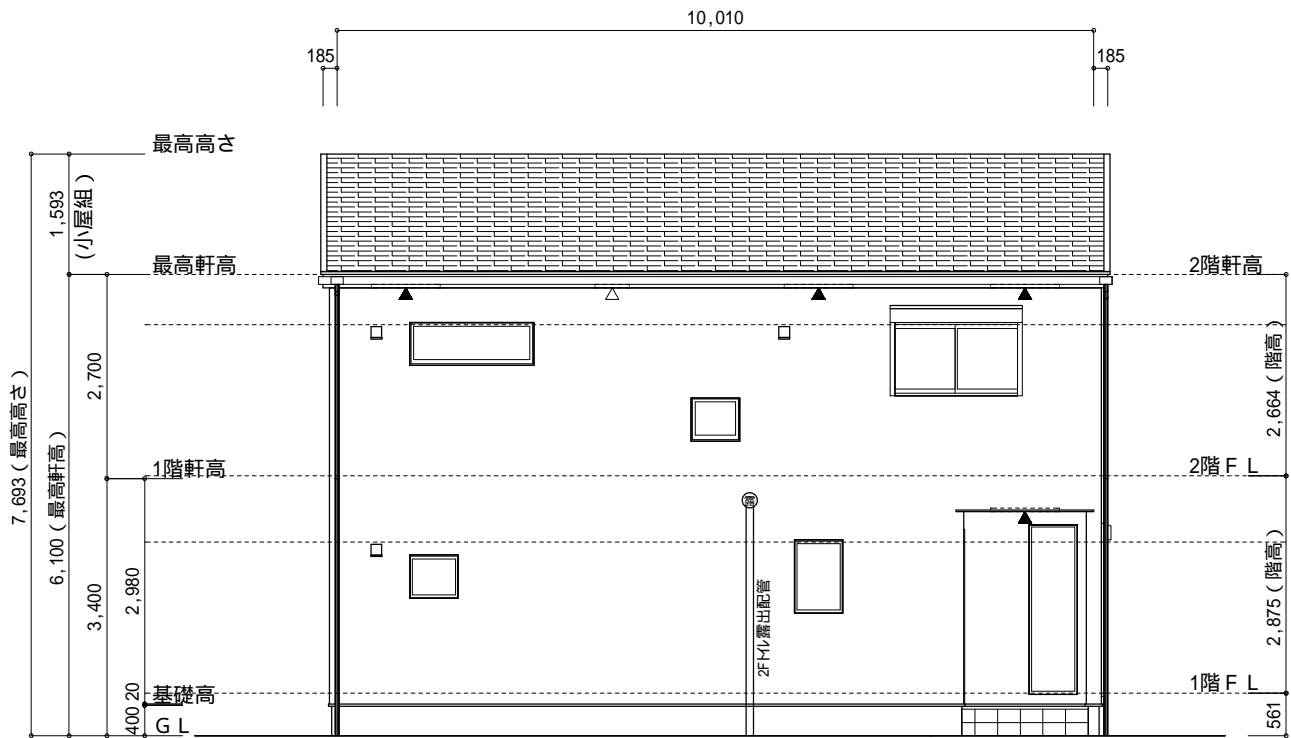 10,010
185
185
最高高さ
1,593
(小屋組)
最高軒高
2階軒高
2,700
2,664(階高)
7,693(最高高さ)
6,100(最高軒高)
1階軒高
2階FL
3,400
2,980
2Fトイレ露出配管
2,875(階高)
1階FL
20
基礎高
400
GL
561